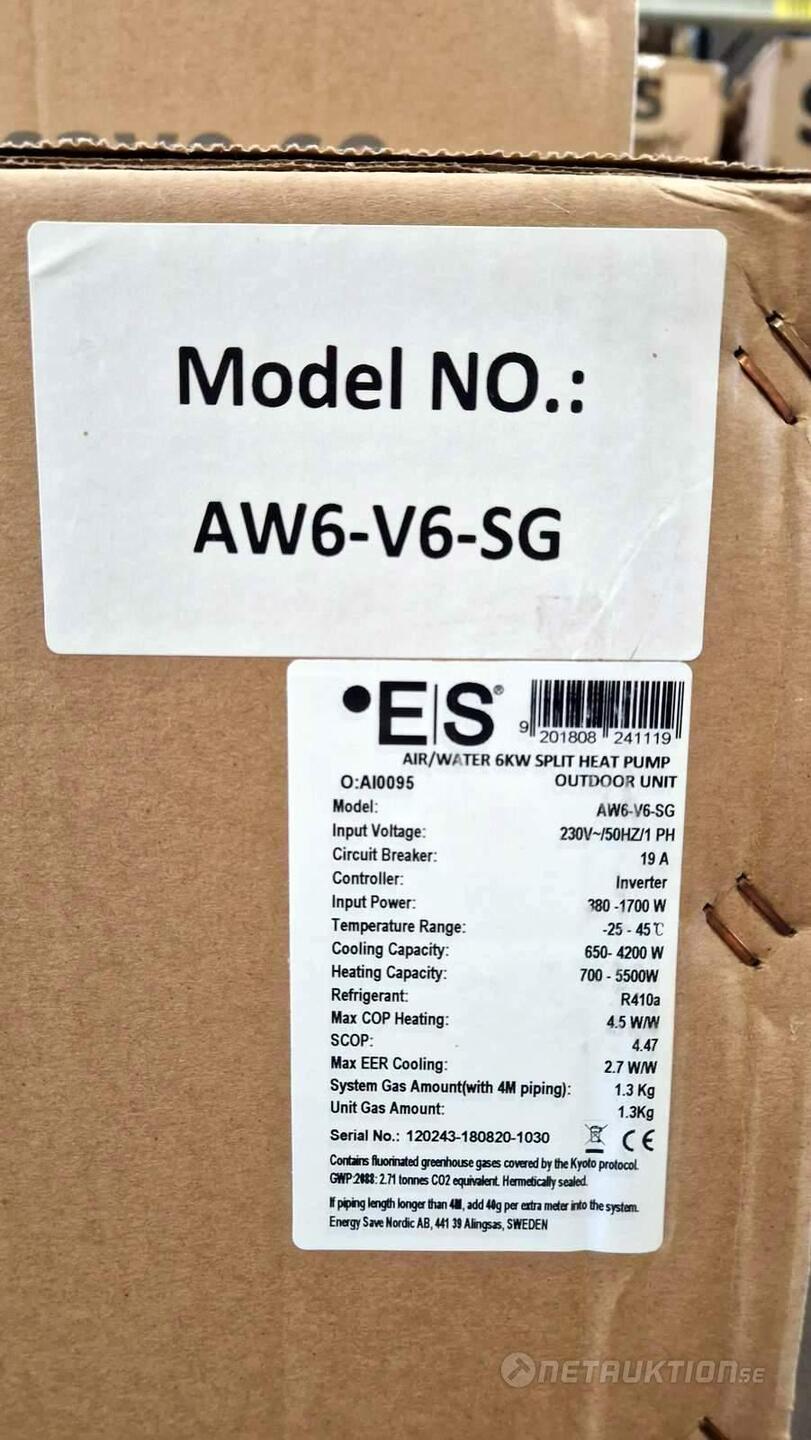 S
Model NO.:
AW6-V6-SG
•E|S®
9 201808 241119
AIR/WATER 6KW SPLIT HEAT PUMP
O:AI0095 OUTDOOR UNIT
Model: AW6-V6-SG
Input Voltage: 230V~/50HZ/1 PH
Circuit Breaker: 19 A
Controller: Inverter
Input Power: 380 -1700 W
Temperature Range: -25 - 45℃
Cooling Capacity: 650- 4200 W
Heating Capacity: 700 - 5500W
Refrigerant: R410a
Max COP Heating: 4.5 W/W
SCOP: 4.47
Max EER Cooling: 2.7 W/W
System Gas Amount(with 4M piping): 1.3 Kg
Unit Gas Amount: 1.3Kg
Serial No.: 120243-180820-1030 CE
Contains fluorinated greenhouse gases covered by the Kyoto protocol.
GWP:2088: 2.71 tonnes CO2 equivalent. Hermetically sealed.
If piping length longer than 4M, add 40g per extra meter into the system.
Energy Save Nordic AB, 441 39 Alingsas, SWEDEN
NETAUKTION.SE